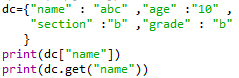 dc={"name" : "abc" ,"age" :"10" ,
"section" :"b" ,"grade" : "b"
}
print(dc["name"])
print(dc.get("name"))